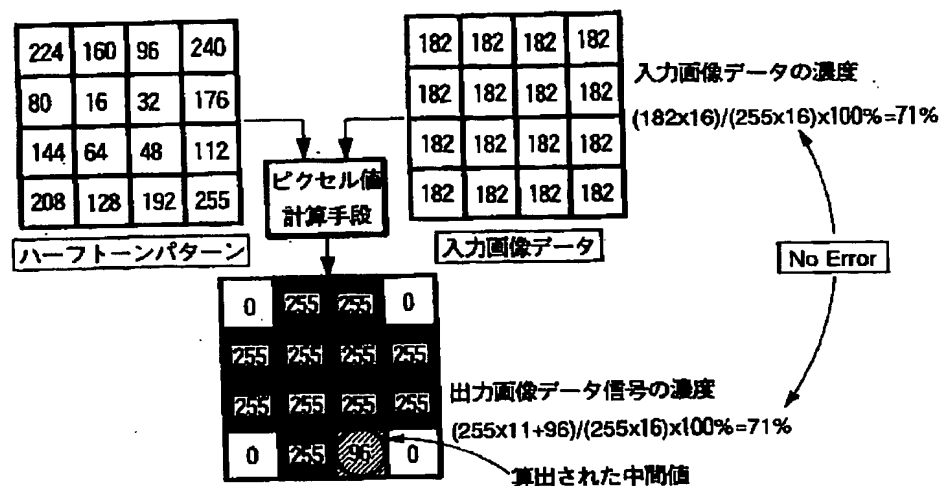 224 160 96 240
80 16 32 176
144 64 48 112
208 128 192 255
ハーフトーンパターン
182 182 182 182
182 182 182 182
182 182 182 182
182 182 182 182
入力画像データ
入力画像データの濃度
(182x16)/(255x16)x100%=71%
ピクセル値
計算手段
No Error
0 255 255 0
255 255 255 255
255 255 255 255
0 255 96 0
出力画像データ信号の濃度
(255x11+96)/(255x16)x100%=71%
算出された中間値